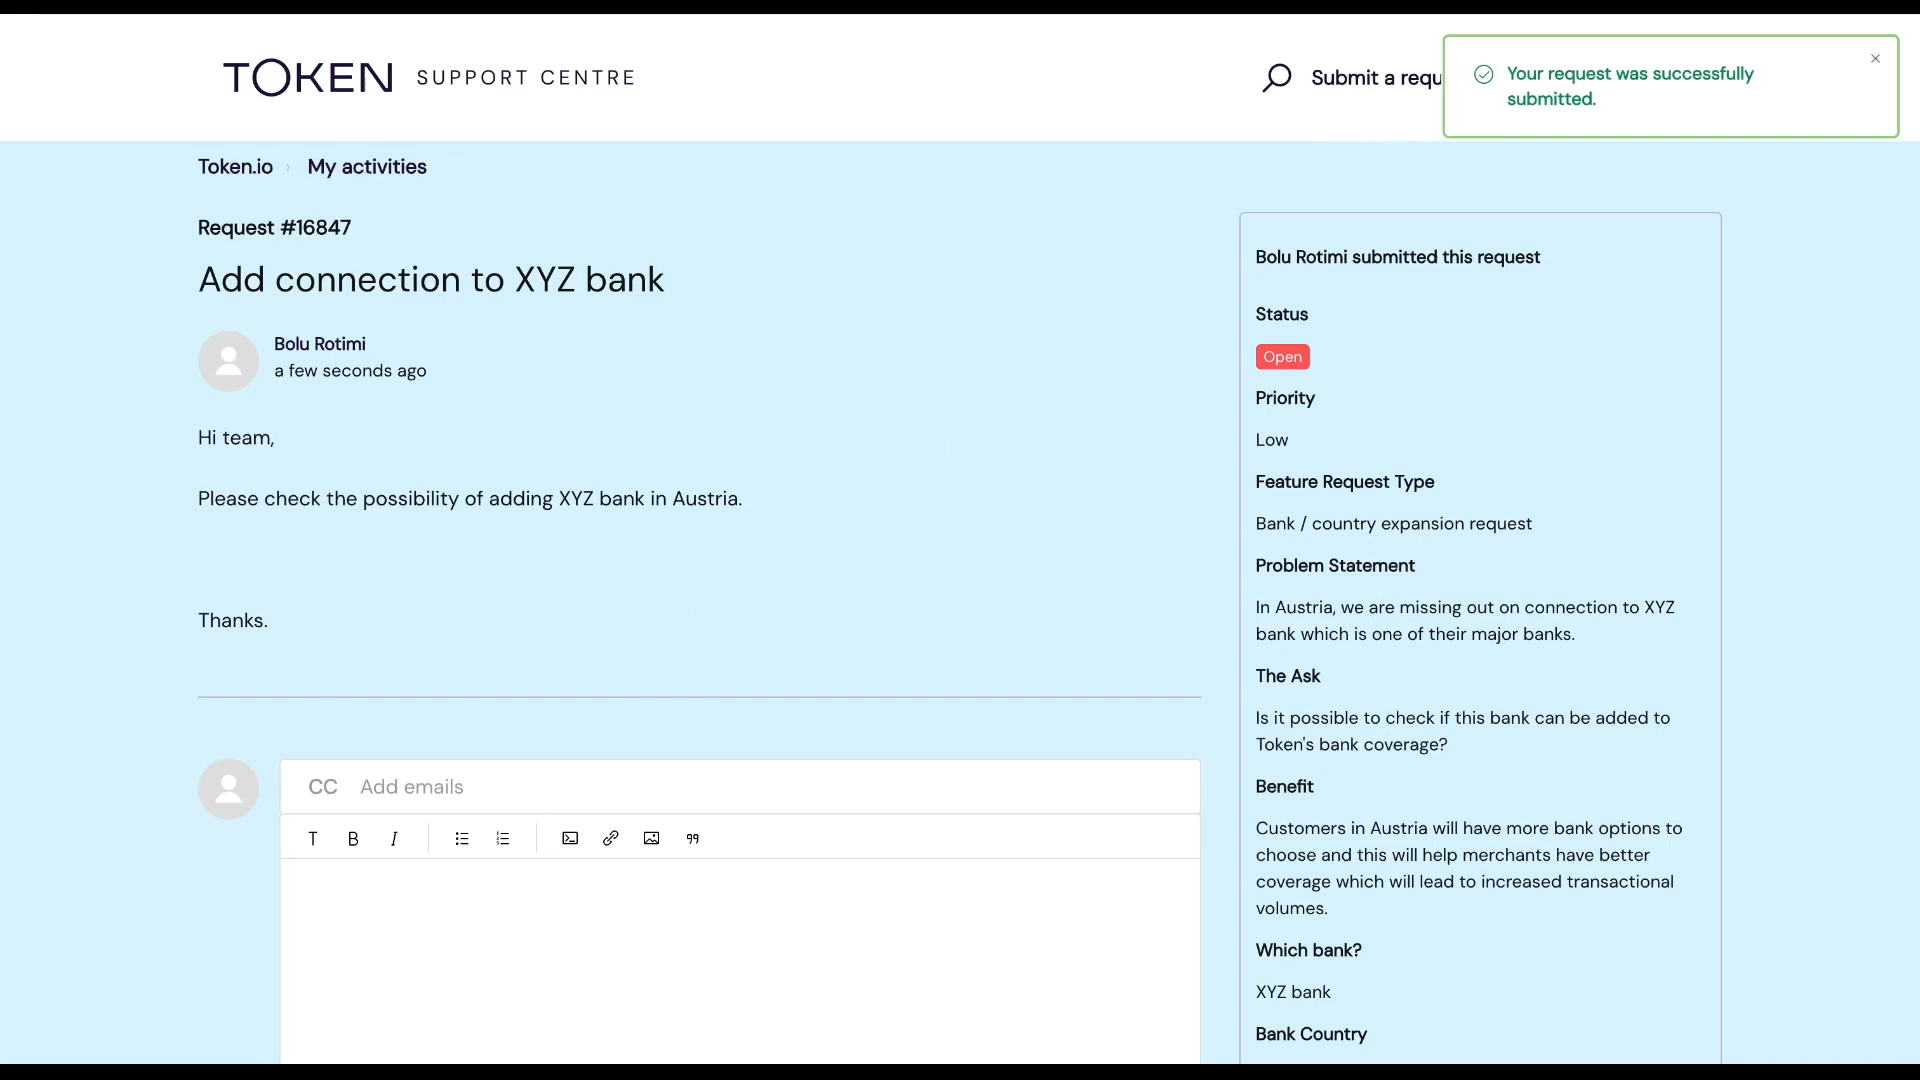 TOKEN SUPPORT CENTRE
Submit a requ
Your request was successfully
submitted.
Token.io › My activities
Request #16847
Add connection to XYZ bank
Bolu Rotimi
a few seconds ago
Hi team,
Please check the possibility of adding XYZ bank in Austria.
Thanks.
CC Add emails
T B I
Bolu Rotimi submitted this request
Status
Open
Priority
Low
Feature Request Type
Bank / country expansion request
Problem Statement
In Austria, we are missing out on connection to XYZ
bank which is one of their major banks.
The Ask
Is it possible to check if this bank can be added to
Token's bank coverage?
Benefit
Customers in Austria will have more bank options to
choose and this will help merchants have better
coverage which will lead to increased transactional
volumes.
Which bank?
XYZ bank
Bank Country